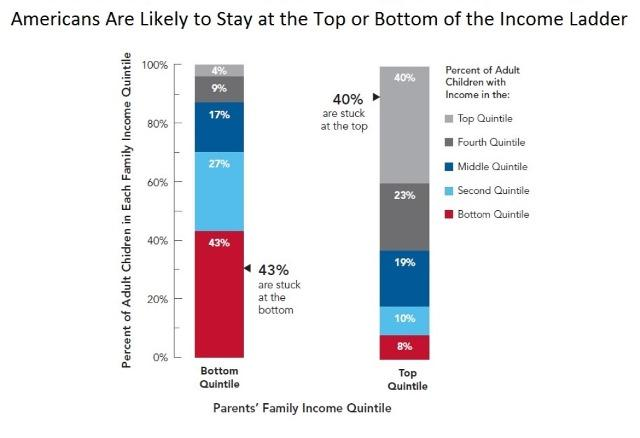 Americans Are Likely to Stay at the Top or Bottom of the Income Ladder
Percent of Adult Chidren in Each Family Income Quintile
100%
80%
60%
40%
20%
0%
4%
9%
17%
27%
43%
Bottom
Quintile
43%
are stuck
at the
bottom
40%
are stuck
at the top
40%
23%
19%
10%
8%
Top
Quintile
Parents' Family Income Quintile
Percent of Adult
Children with
Income in the:
Top Quintile
Fourth Quintile
Middle Quintile
Second Quintile
Bottom Quintile